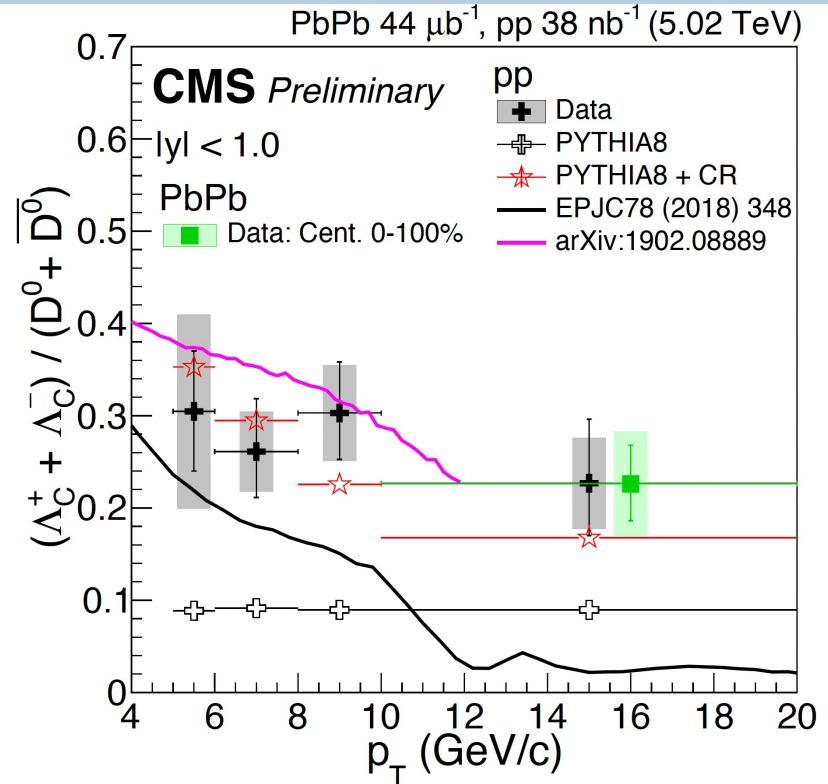 PbPb 44 μb⁻¹, pp 38 nb⁻¹ (5.02 TeV)
CMS Preliminary
|y| < 1.0
PbPb
Data: Cent. 0-100%
pp
Data
PYTHIA8
PYTHIA8 + CR
EPJC78 (2018) 348
arXiv:1902.08889
(Λ_C⁺ + Λ_C⁻) / (D⁰ + D̅⁰)
0.7
0.6
0.5
0.4
0.3
0.2
0.1
0
4 6 8 10 12 14 16 18 20
p_T (GeV/c)